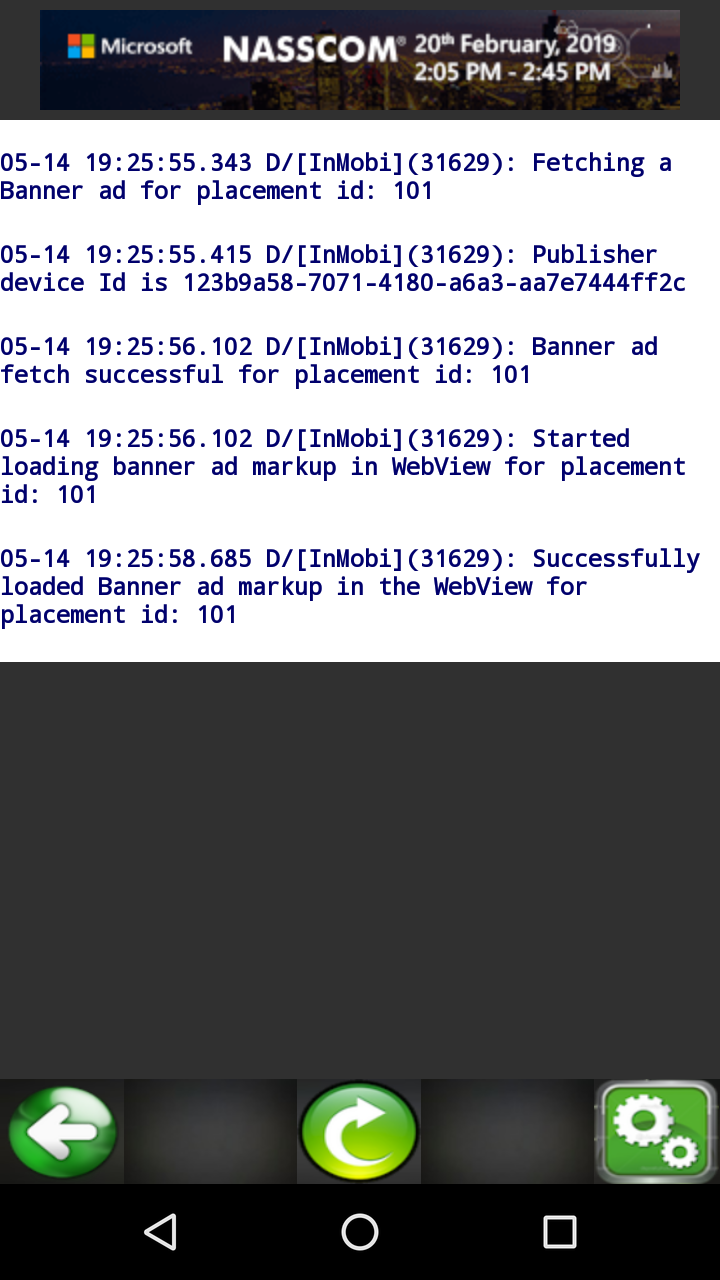 Microsoft NASSCOM® 20th February, 2019
2:05 PM - 2:45 PM
05-14 19:25:55.343 D/[InMobi](31629): Fetching a
Banner ad for placement id: 101
05-14 19:25:55.415 D/[InMobi](31629): Publisher
device Id is 123b9a58-7071-4180-a6a3-aa7e7444ff2c
05-14 19:25:56.102 D/[InMobi](31629): Banner ad
fetch successful for placement id: 101
05-14 19:25:56.102 D/[InMobi](31629): Started
loading banner ad markup in WebView for placement
id: 101
05-14 19:25:58.685 D/[InMobi](31629): Successfully
loaded Banner ad markup in the WebView for
placement id: 101